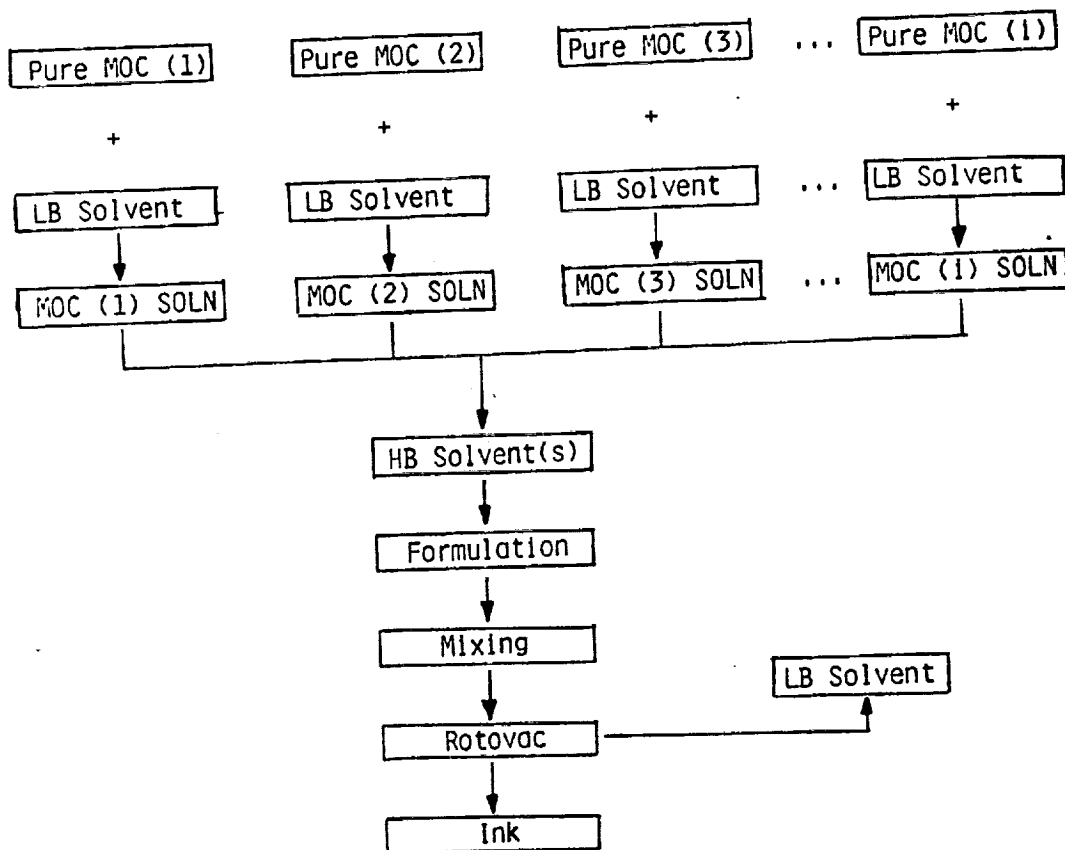 Pure MOC (1) Pure MOC (2) Pure MOC (3) ... Pure MOC (i)
+ + + +
LB Solvent LB Solvent LB Solvent ... LB Solvent
MOC (1) SOLN MOC (2) SOLN MOC (3) SOLN ... MOC (i) SOLN
HB Solvent(s)
Formulation
Mixing
LB Solvent
Rotovac
Ink